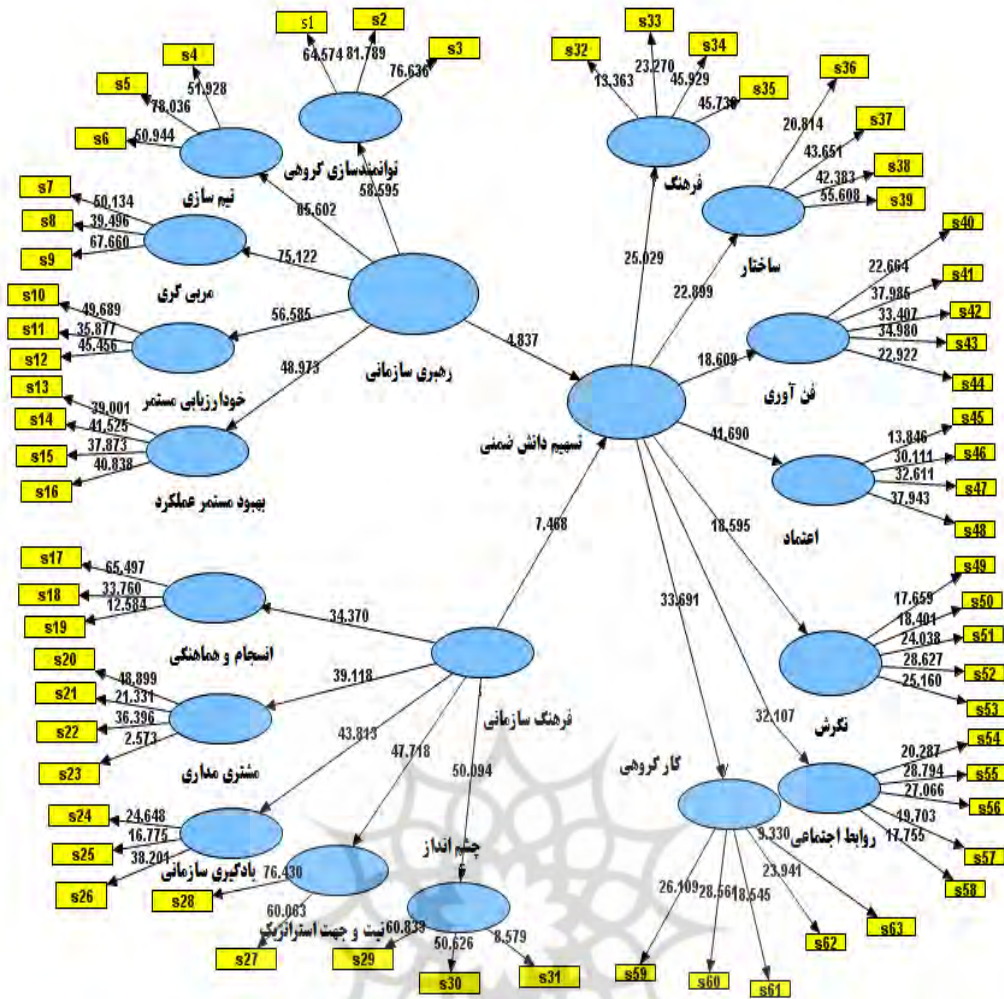 s1
s2
s3
64.574
81.789
76.636
توانمندسازی گروهی
58.595
s4
s5
s6
51.928
78.036
50.944
تیم سازی
65.602
s7
s8
s9
50.134
39.496
67.660
مربی گری
75.122
s10
s11
s12
49.689
35.877
45.456
خودارزیابی مستمر
56.585
s13
s14
s15
s16
39.001
41.525
37.873
40.838
بهبود مستمر عملکرد
48.973
رهبری سازمانی
4.837
تسهیم دانش ضمنی
7.468
s32
s33
s34
s35
13.363
23.270
45.929
45.738
فرهنگ
25.029
s36
s37
s38
s39
20.814
43.651
42.383
55.608
ساختار
22.899
s40
s41
s42
s43
s44
22.664
37.985
33.407
34.980
22.922
فن آوری
18.609
s45
s46
s47
s48
13.846
30.111
32.611
37.943
اعتماد
41.690
s49
s50
s51
s52
s53
17.659
18.401
24.038
28.627
25.160
نگرش
18.595
s54
s55
s56
s57
s58
20.287
28.794
27.066
19.703
17.755
روابط اجتماعی
32.107
کار گروهی
33.691
9.330
23.941
18.545
28.561
26.109
s59
s60
s61
s62
s63
s17
s18
s19
65.497
33.760
12.584
انسجام و هماهنگی
34.370
s20
s21
s22
s23
48.899
21.331
36.396
2.573
مشتری مداری
39.118
فرهنگ سازمانی
s24
s25
s26
24.648
16.775
38.201
یادگیری سازمانی
43.813
s28
s27
76.430
60.063
نیت و جهت استراتژیک
47.718
چشم انداز
50.094
60.833
50.626
8.579
s29
s30
s31